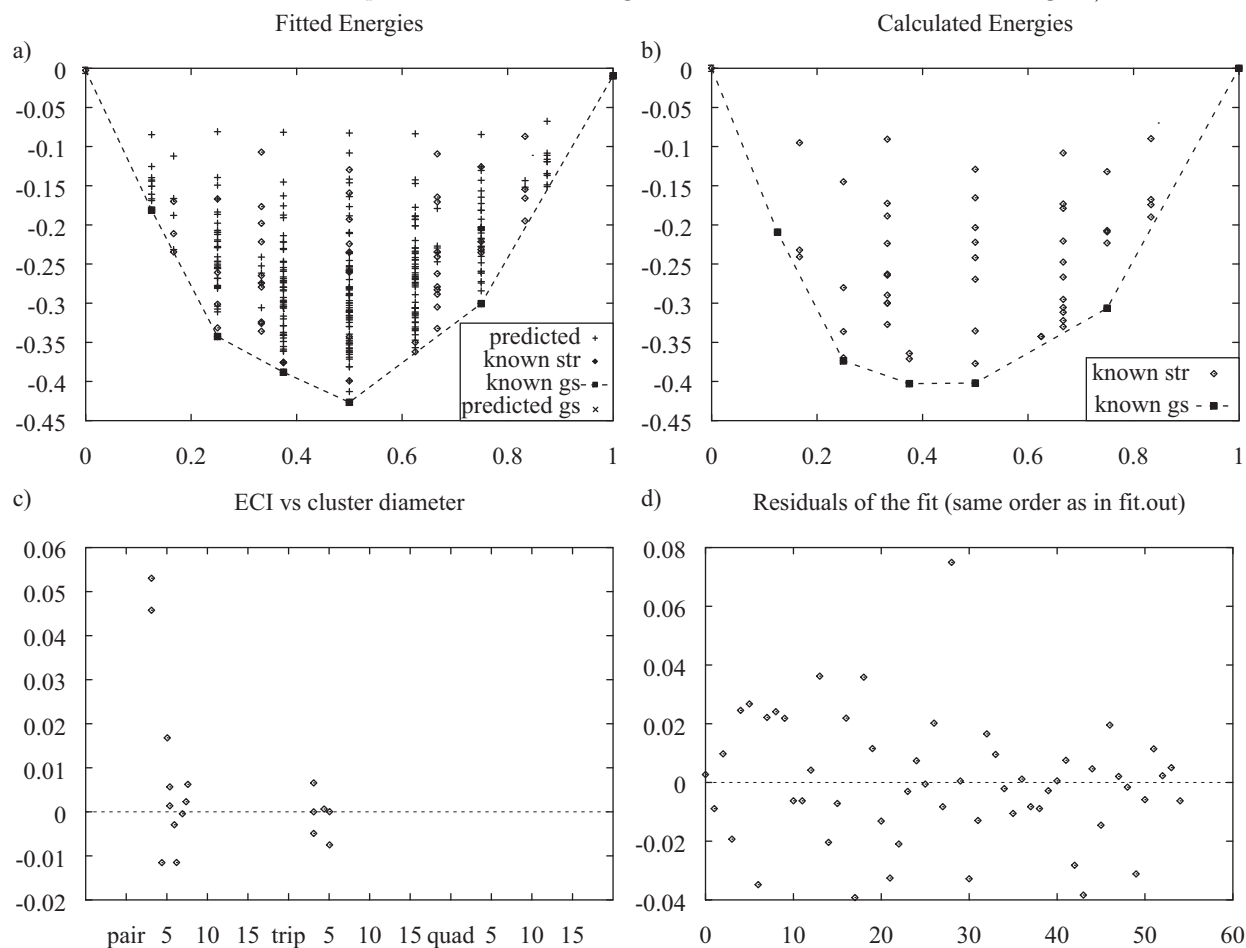 Fitted Energies
a)
0
-0.05
-0.1
-0.15
-0.2
-0.25
-0.3
-0.35
-0.4
-0.45
0 0.2 0.4 0.6 0.8 1
predicted
known str
known gs
predicted gs
Calculated Energies
b)
0
-0.05
-0.1
-0.15
-0.2
-0.25
-0.3
-0.35
-0.4
-0.45
0 0.2 0.4 0.6 0.8 1
known str
known gs
c)
ECI vs cluster diameter
0.06
0.05
0.04
0.03
0.02
0.01
0
-0.01
-0.02
pair 5 10 15 trip 5 10 15 quad 5 10 15
d)
Residuals of the fit (same order as in fit.out)
0.08
0.06
0.04
0.02
0
-0.02
-0.04
0 10 20 30 40 50 60